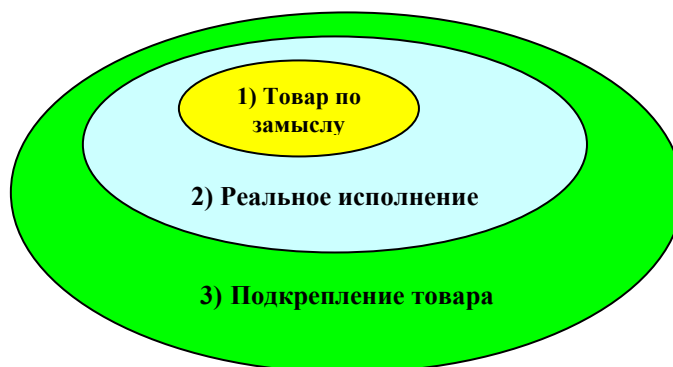 1) Товар по
замыслу
2) Реальное исполнение
3) Подкрепление товара